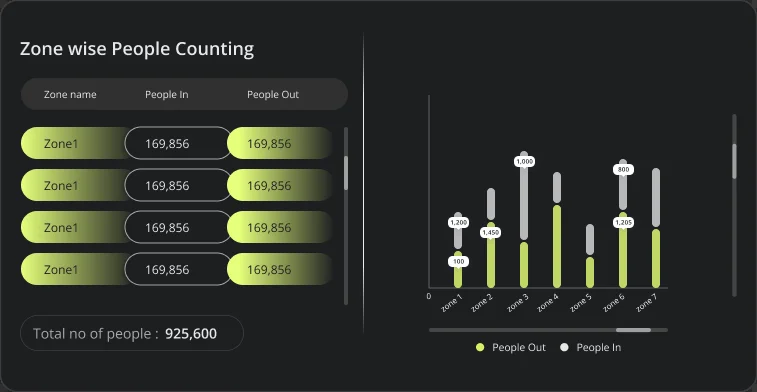 Zone wise People Counting
Zone name People In People Out
Zone1 169,856 169,856
Zone1 169,856 169,856
Zone1 169,856 169,856
Zone1 169,856 169,856
Total no of people : 925,600
1,000
800
1,200
1,450
1,205
100
0 zone 1 zone 2 zone 3 zone 4 zone 5 zone 6 zone 7
People Out People In